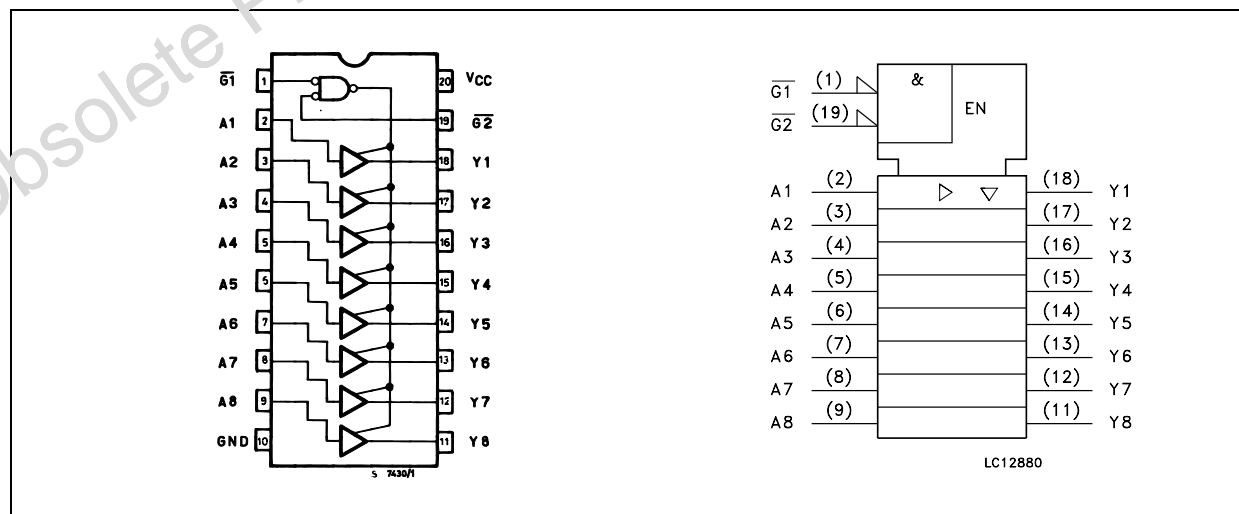 Obsolete P
G1 1 20 VCC
A1 2 19 G2
A2 3 18 Y1
A3 4 17 Y2
A4 5 16 Y3
A5 6 15 Y4
A6 7 14 Y5
A7 8 13 Y6
A8 9 12 Y7
GND 10 11 Y8
S 7430/1
G1 (1) & EN
G2 (19)
A1 (2) (18) Y1
A2 (3) (17) Y2
A3 (4) (16) Y3
A4 (5) (15) Y4
A5 (6) (14) Y5
A6 (7) (13) Y6
A7 (8) (12) Y7
A8 (9) (11) Y8
LC12880